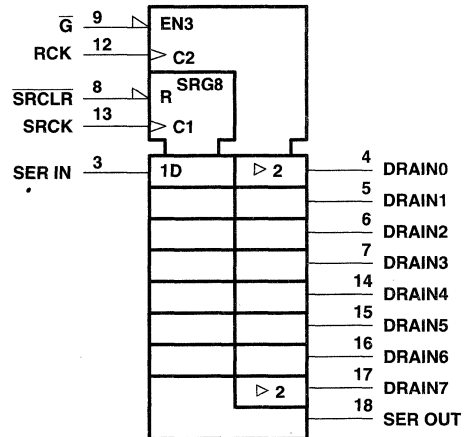 G 9 EN3
RCK 12 C2
SRG8
SRCLR 8 R
SRCK 13 C1
SER IN 3 1D 2 4 DRAIN0
5 DRAIN1
6 DRAIN2
7 DRAIN3
14 DRAIN4
15 DRAIN5
16 DRAIN6
2 17 DRAIN7
18 SER OUT